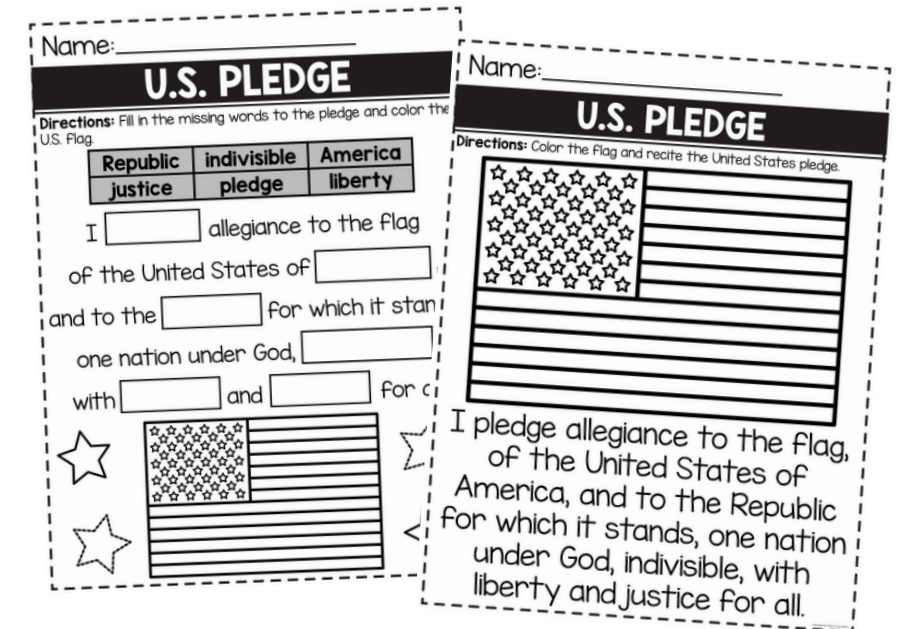 Name:
U.S. PLEDGE
Directions: Fill in the missing words to the pledge and color the
U.S. flag.
Republic indivisible America
justice pledge liberty
I allegiance to the flag
of the United States of
and to the for which it stan
one nation under God,
with and for
Name:
U.S. PLEDGE
Directions: Color the flag and recite the United States pledge.
I pledge allegiance to the flag,
of the United States of
America, and to the Republic
for which it stands, one nation
under God, indivisible, with
liberty and justice for all.